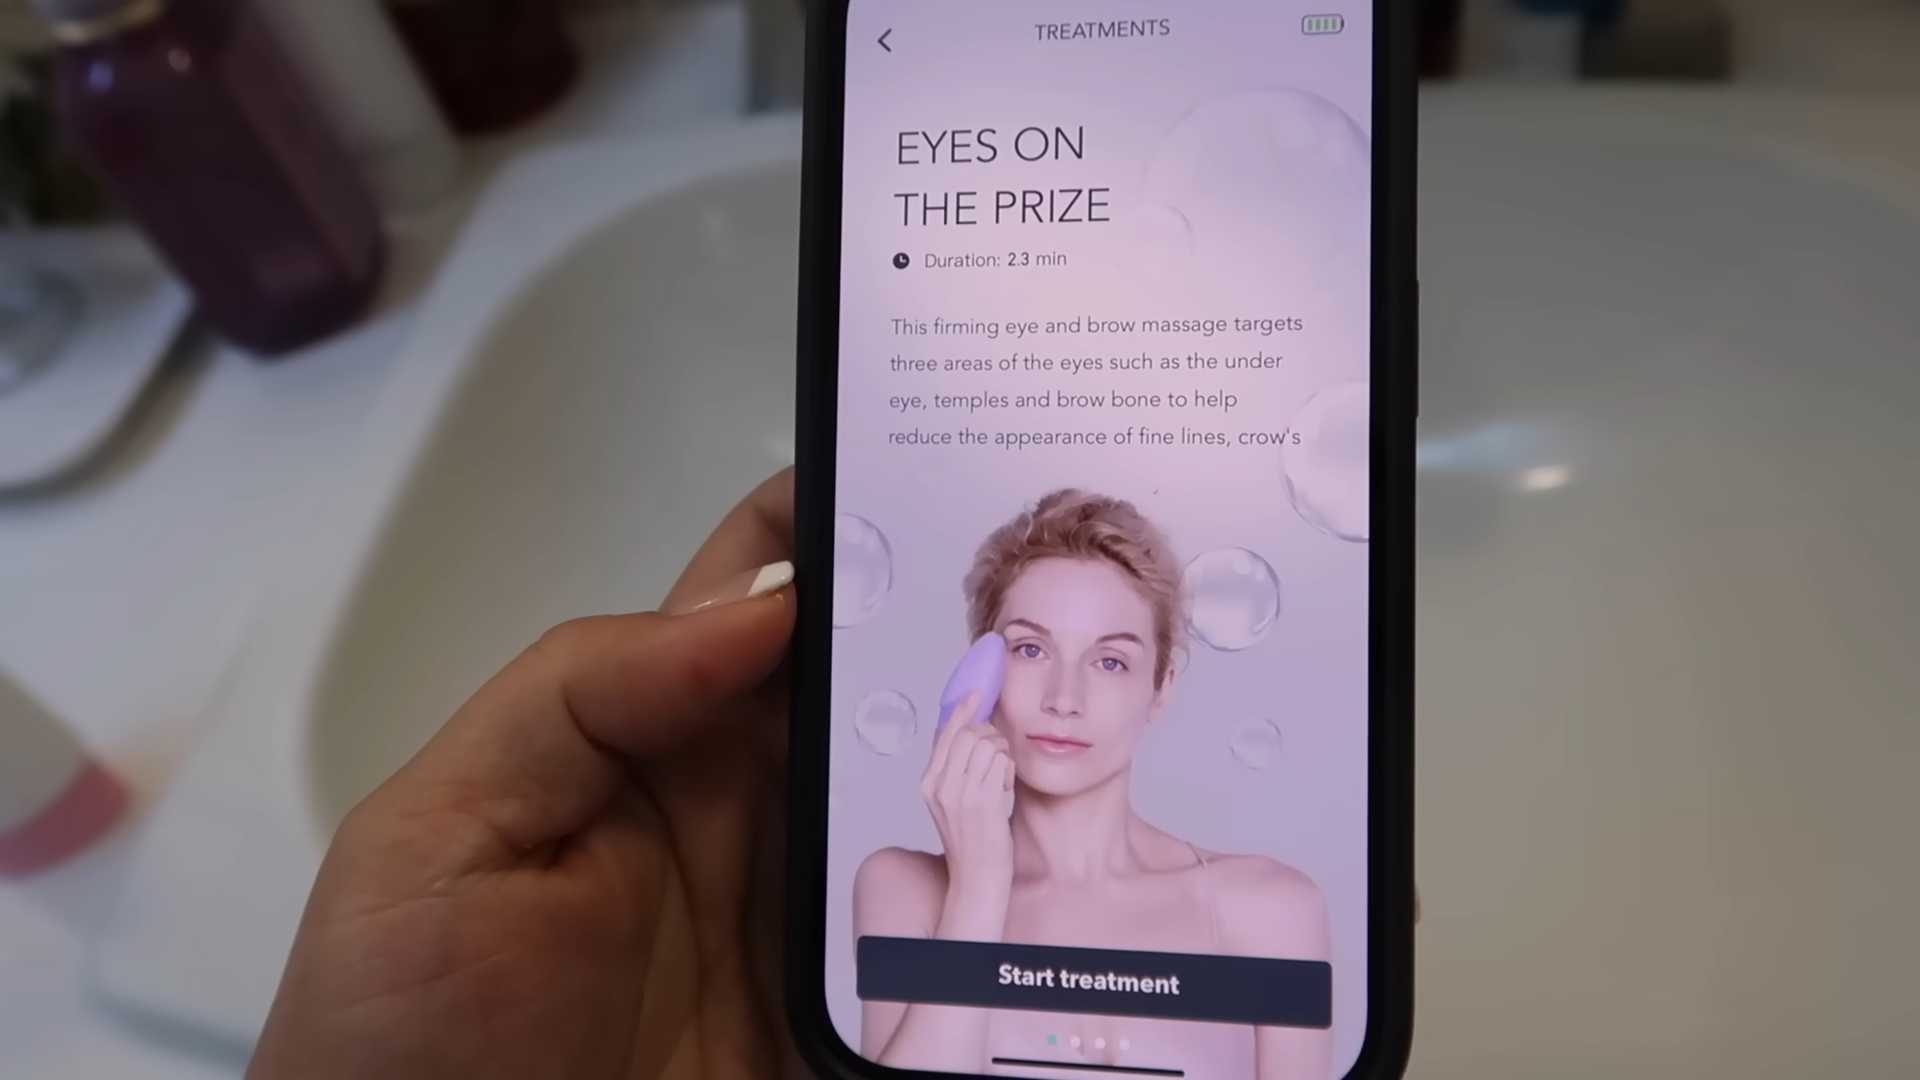 TREATMENTS
EYES ON
THE PRIZE
Duration: 2.3 min
This firming eye and brow massage targets
three areas of the eyes such as the under
eye, temples and brow bone to help
reduce the appearance of fine lines, crow's
Start treatment